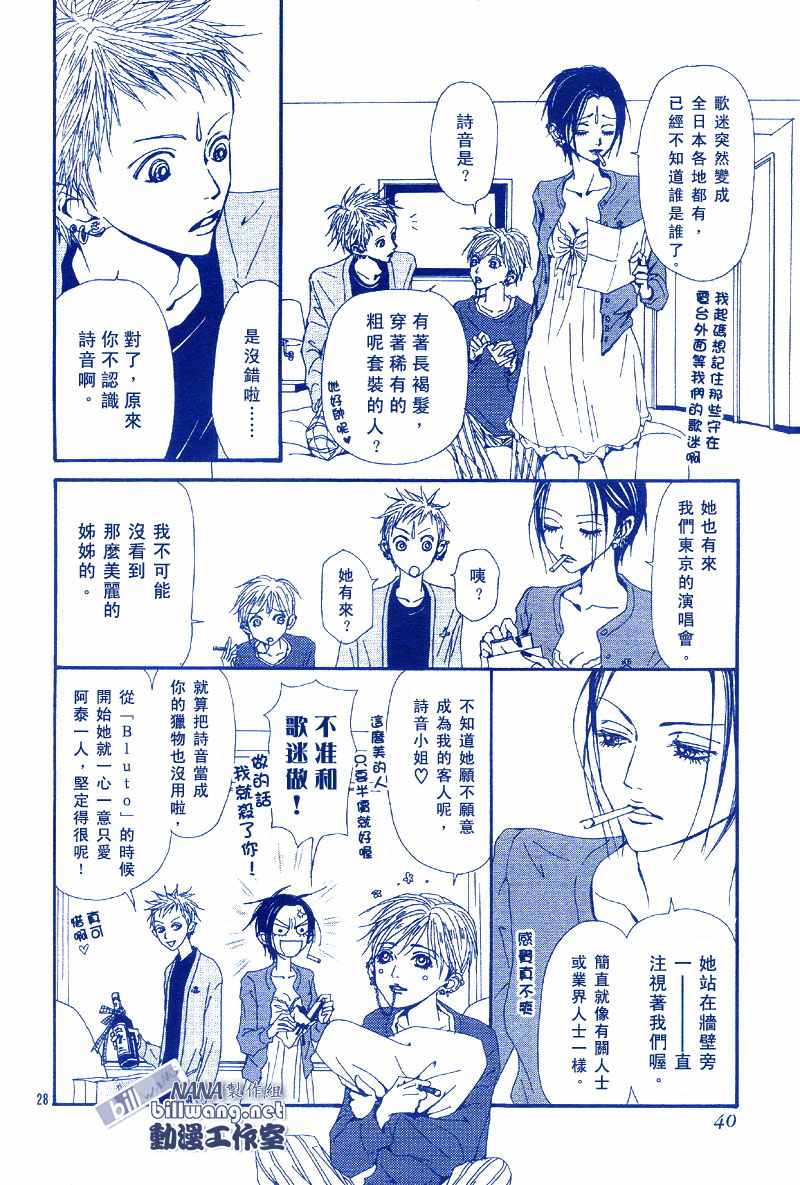 歌迷突然變成
全日本各地都有，
已經不知道誰是誰了。
我起碼想記住那些守在
電台外面等我們的歌迷啊
詩音是？
有著長褐髮，
穿著稀有的
粗呢套裝的人？
她好帥呢♥
是沒錯啦……
對了，原來
你不認識
詩音啊。
她也有來
我們東京的演唱會。
咦？
她有來？
我不可能
沒看到
那麼美麗的
姊姊的。
她站在牆壁旁
一——直
注視著我們喔。
簡直就像有關人士
或業界人士一樣。
感覺真不爽
不知道她願不願意
成為我的客人呢，
詩音小姐♡
這麼美的人
只要半價就好喔
不准和
歌迷做！
做的話
我就殺了你！
就算把詩音當成
你的獵物也沒用啦，
從「Bluto」的時候
開始她就一心一意只愛
阿泰一人，堅定得很呢！
真可
惜啊♡
28
40
bill
NANA製作組
billwang.net
動漫工作室